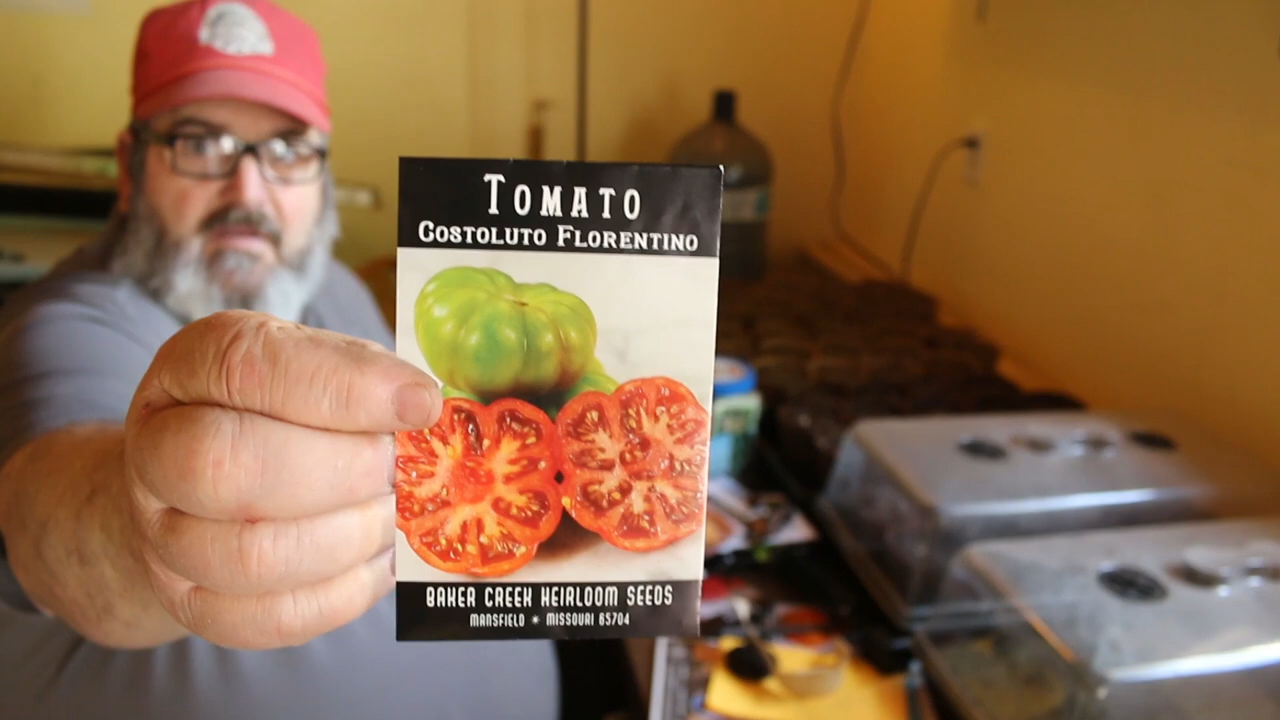 TOMATO
COSTOLUTO FLORENTINO
BAKER CREEK HEIRLOOM SEEDS
MANSFIELD * MISSOURI 65704